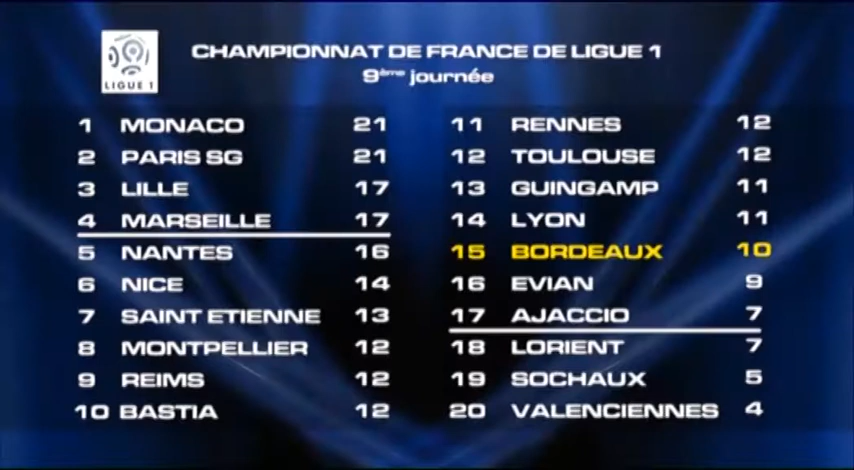 LIGUE 1
CHAMPIONNAT DE FRANCE DE LIGUE 1
9ème journée
1 MONACO 21
2 PARIS SG 21
3 LILLE 17
4 MARSEILLE 17
5 NANTES 16
6 NICE 14
7 SAINT ETIENNE 13
8 MONTPELLIER 12
9 REIMS 12
10 BASTIA 12
11 RENNES 12
12 TOULOUSE 12
13 GUINGAMP 11
14 LYON 11
15 BORDEAUX 10
16 EVIAN 9
17 AJACCIO 7
18 LORIENT 7
19 SOCHAUX 5
20 VALENCIENNES 4